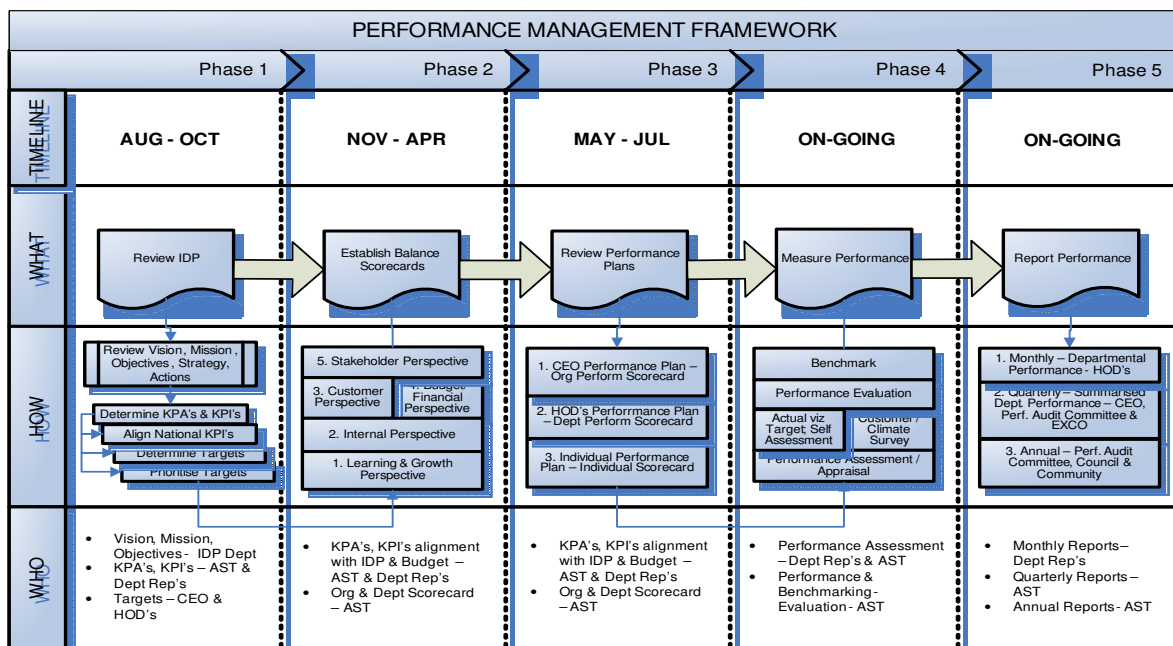 PERFORMANCE MANAGEMENT FRAMEWORK
Phase 1
Phase 2
Phase 3
Phase 4
Phase 5
TIMELINE
AUG - OCT
NOV - APR
MAY - JUL
ON-GOING
ON-GOING
WHAT
Review IDP
Establish Balance
Scorecards
Review Performance
Plans
Measure Performance
Report Performance
HOW
Review Vision, Mission ,
Objectives , Strategy,
Actions
Determine KPA's & KPI's
Align National KPI's
Determine Targets
Prioritise Targets
5. Stakeholder Perspective
3. Customer
Perspective
Budget/
Financial
Perspective
2. Internal Perspective
1. Learning & Growth
Perspective
1. CEO Performance Plan –
Org Perform Scorecard
2. HOD's Performance Plan
– Dept Perform Scorecard
3. Individual Performance
Plan – Individual Scorecard
Benchmark
Performance Evaluation
Actual viz
Target; Self
Assessment
Customer /
Climate
Survey
Performance Assessment /
Appraisal
1. Monthly – Departmental
Performance - HOD's
2. Quarterly – Summarised
Dept. Performance – CEO,
Perf. Audit Committee &
EXCO
3. Annual – Perf. Audit
Committee, Council &
Community
WHO
• Vision, Mission,
Objectives - IDP Dept
• KPA's, KPI's – AST &
Dept Rep's
• Targets – CEO &
HOD's
• KPA's, KPI's alignment
with IDP & Budget –
AST & Dept Rep's
• Org & Dept Scorecard
– AST
• KPA's, KPI's alignment
with IDP & Budget –
AST & Dept Rep's
• Org & Dept Scorecard
– AST
• Performance Assessment
– Dept Rep's & AST
• Performance &
Benchmarking -
Evaluation - AST
• Monthly Reports –
Dept Rep's
• Quarterly Reports –
AST
• Annual Reports - AST